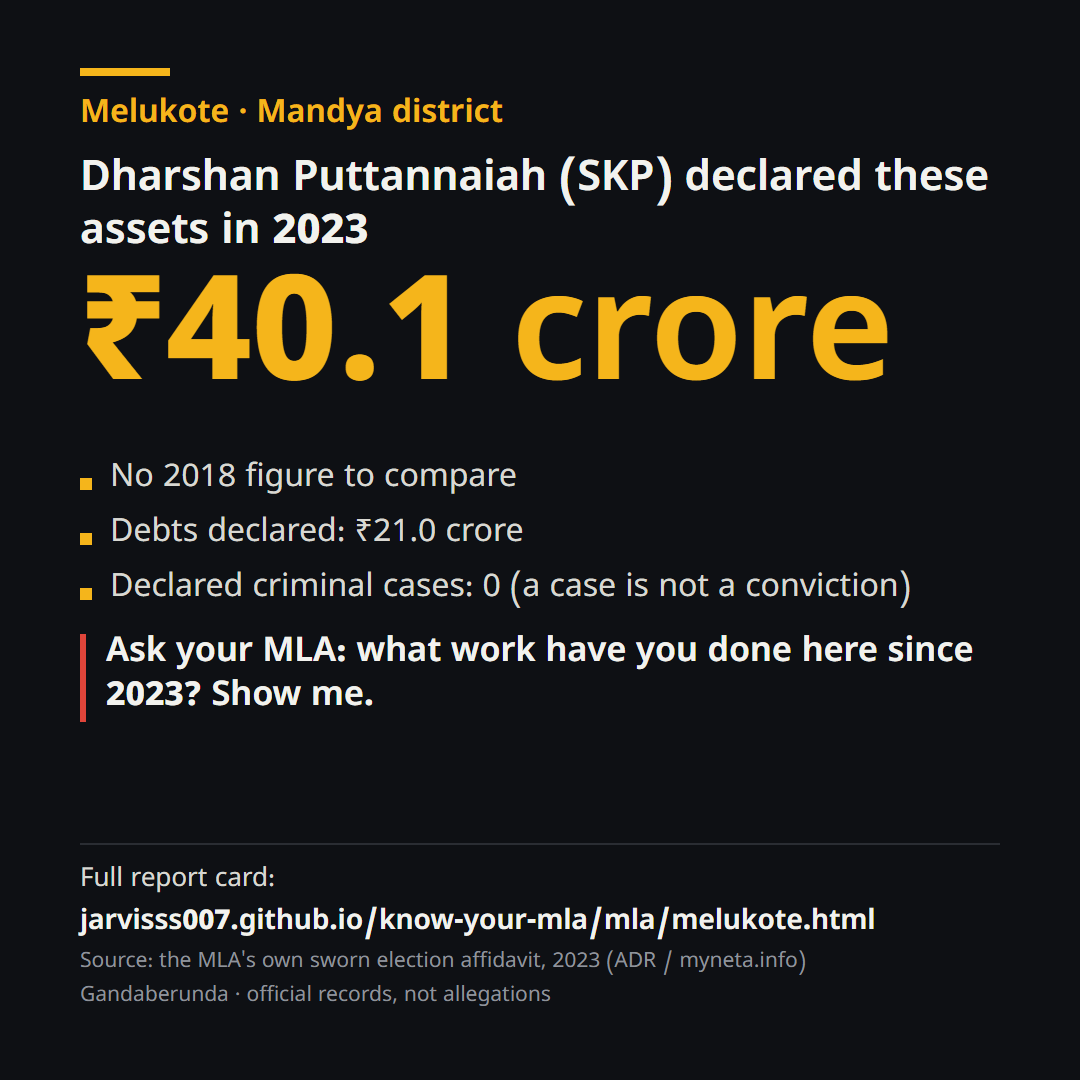 Melukote · Mandya district
Dharshan Puttannaiah (SKP) declared these
assets in 2023
₹40.1 crore
No 2018 figure to compare
Debts declared: ₹21.0 crore
Declared criminal cases: 0 (a case is not a conviction)
Ask your MLA: what work have you done here since
2023? Show me.
Full report card:
jarvisss007.github.io/know-your-mla/mla/melukote.html
Source: the MLA's own sworn election affidavit, 2023 (ADR / myneta.info)
Gandaberunda · official records, not allegations